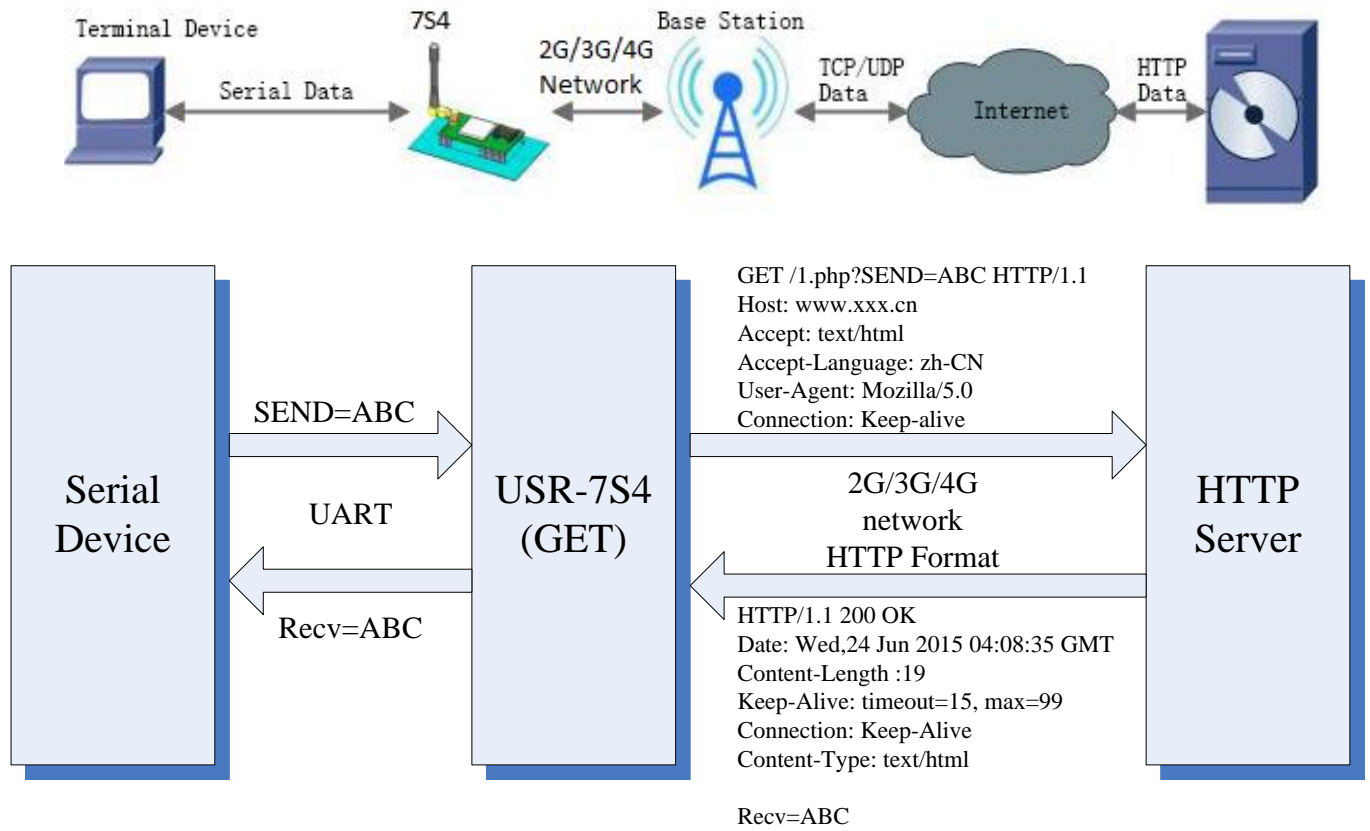 Terminal Device
7S4
Base Station
2G/3G/4G
Network
Serial Data
TCP/UDP
Data
Internet
HTTP
Data
GET /1.php?SEND=ABC HTTP/1.1
Host: www.xxx.cn
Accept: text/html
Accept-Language: zh-CN
User-Agent: Mozilla/5.0
Connection: Keep-alive
SEND=ABC
Serial
Device
UART
USR-7S4
(GET)
2G/3G/4G
network
HTTP Format
HTTP
Server
Recv=ABC
HTTP/1.1 200 OK
Date: Wed,24 Jun 2015 04:08:35 GMT
Content-Length :19
Keep-Alive: timeout=15, max=99
Connection: Keep-Alive
Content-Type: text/html
Recv=ABC